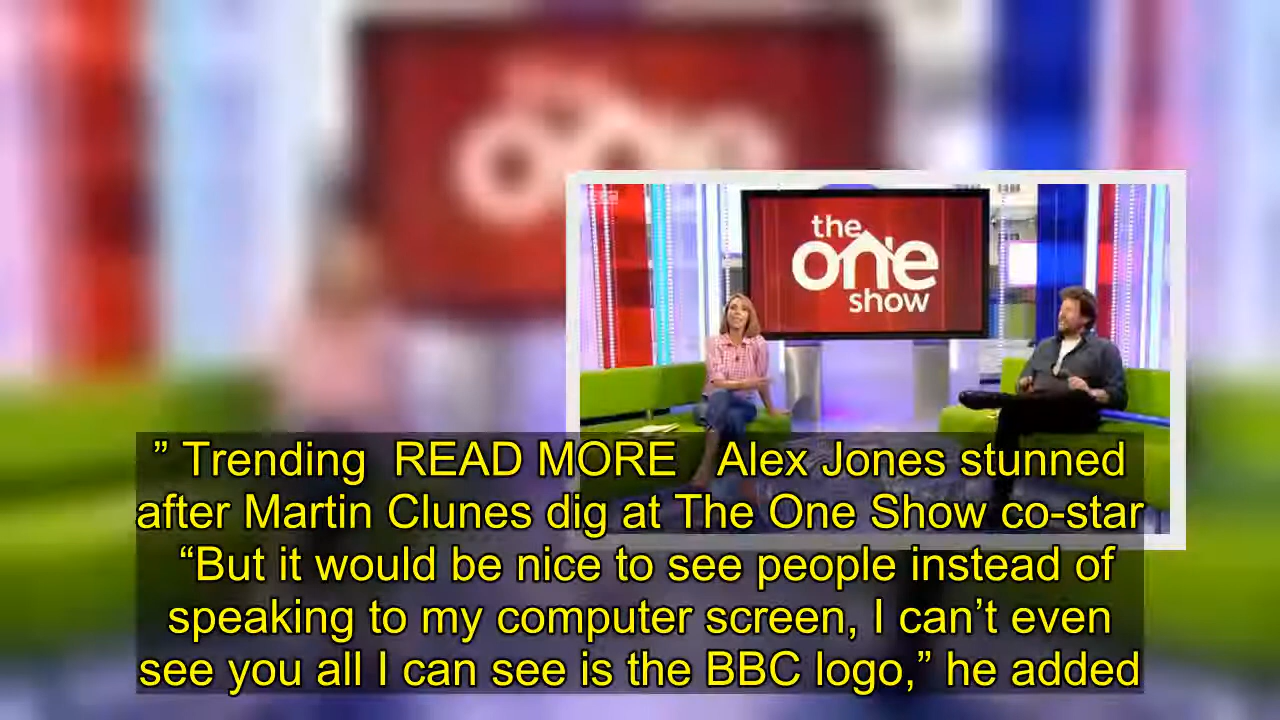 the
one
show
” Trending READ MORE Alex Jones stunned
after Martin Clunes dig at The One Show co-star
“But it would be nice to see people instead of
speaking to my computer screen, I can’t even
see you all I can see is the BBC logo,” he added